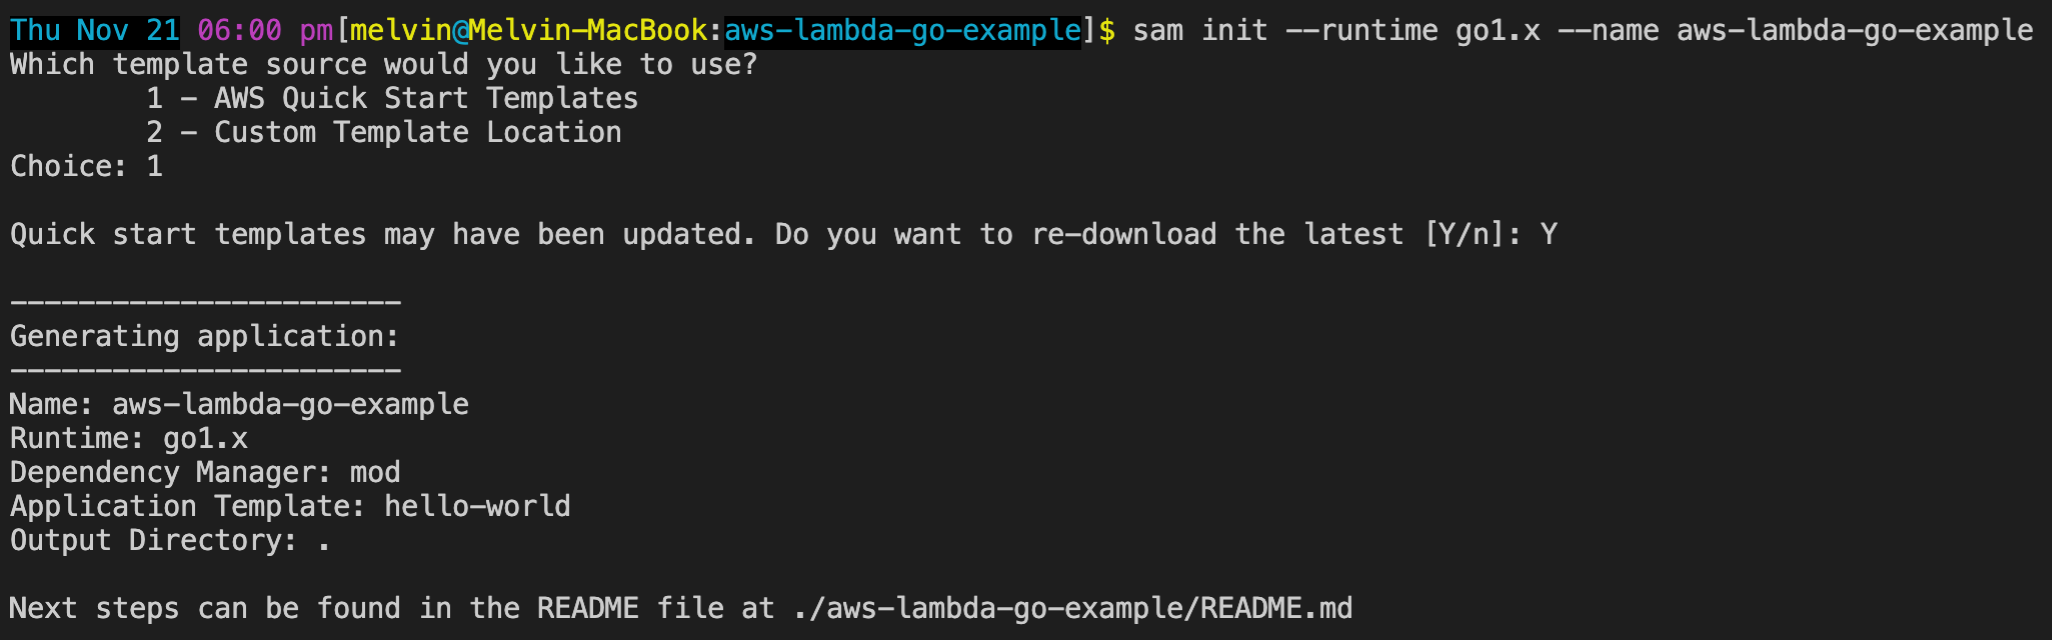 Thu Nov 21 06:00 pm[melvin@Melvin-MacBook:aws-lambda-go-example]$ sam init --runtime go1.x --name aws-lambda-go-example
Which template source would you like to use?
1 - AWS Quick Start Templates
2 - Custom Template Location
Choice: 1
Quick start templates may have been updated. Do you want to re-download the latest [Y/n]: Y
-----------------------
Generating application:
-----------------------
Name: aws-lambda-go-example
Runtime: go1.x
Dependency Manager: mod
Application Template: hello-world
Output Directory: .
Next steps can be found in the README file at ./aws-lambda-go-example/README.md